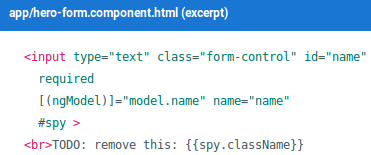 app/hero-form.component.html (excerpt)
<input type="text" class="form-control" id="name"
required
[(ngModel)]="model.name" name="name"
#spy >
<br>TODO: remove this: {{spy.className}}